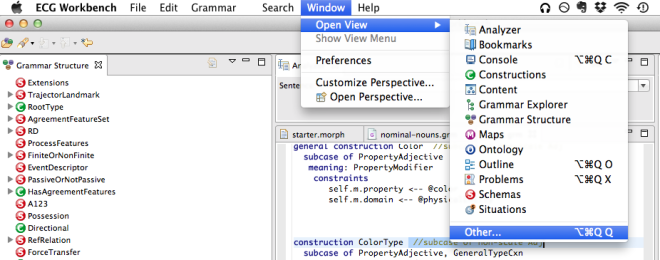 ECG Workbench File Edit Grammar Search Window Help
Open View
Show View Menu
Preferences
Customize Perspective...
Open Perspective...
Analyzer
Bookmarks
Console ⌥⌘Q C
Constructions
Content
Grammar Explorer
Grammar Structure
Maps
Ontology
Outline ⌥⌘Q O
Problems ⌥⌘Q X
Schemas
Situations
Other... ⌥⌘Q Q
Grammar Structure
Extensions
TrajectorLandmark
RootType
AgreementFeatureSet
RD
ProcessFeatures
FiniteOrNonFinite
EventDescriptor
PassiveOrNotPassive
HasAgreementFeatures
A123
Possession
Directional
RefRelation
ForceTransfer
An
Sente
starter.morph nominal-nouns.gr
general construction Color //s
subcase of PropertyAdjective
meaning: PropertyModifier
constraints
self.m.property <-- @colo
self.m.domain <-- @physi
construction ColorType //subcase of non-scale Adj
subcase of PropertyAdjective, GeneralTypeCxn